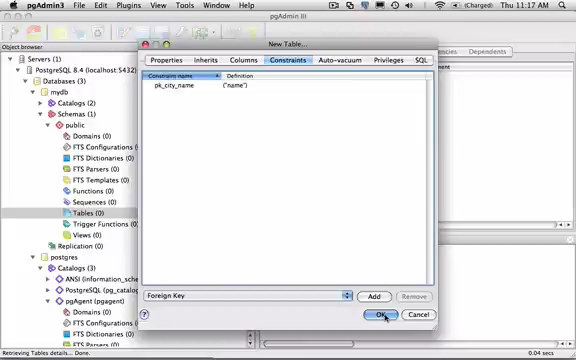 pgAdmin3 File Edit Plugins View Tools Window Help (Charged) Thu 11:17 AM
pgAdmin III
Object browser
Servers (1)
PostgreSQL 8.4 (localhost:5432)
Databases (3)
mydb
Catalogs (2)
Schemas (1)
public
Domains (0)
FTS Configurations
FTS Dictionaries
FTS Parsers (0)
FTS Templates (0)
Functions (0)
Sequences (0)
Tables (0)
Trigger Functions (0)
Views (0)
Replication (0)
postgres
Catalogs (3)
ANSI (information_sche
PostgreSQL (pg_catalog
pgAgent (pgagent)
Domains (0)
FTS Configurations
FTS Dictionaries
FTS Parsers (0)
Retrieving Tables details... Done.
New Table...
Properties Inherits Columns Constraints Auto-vacuum Privileges SQL
Constraint name Definition
pk_city_name ("name")
Foreign Key Add Remove
? OK Cancel
Dependents
0.04 secs